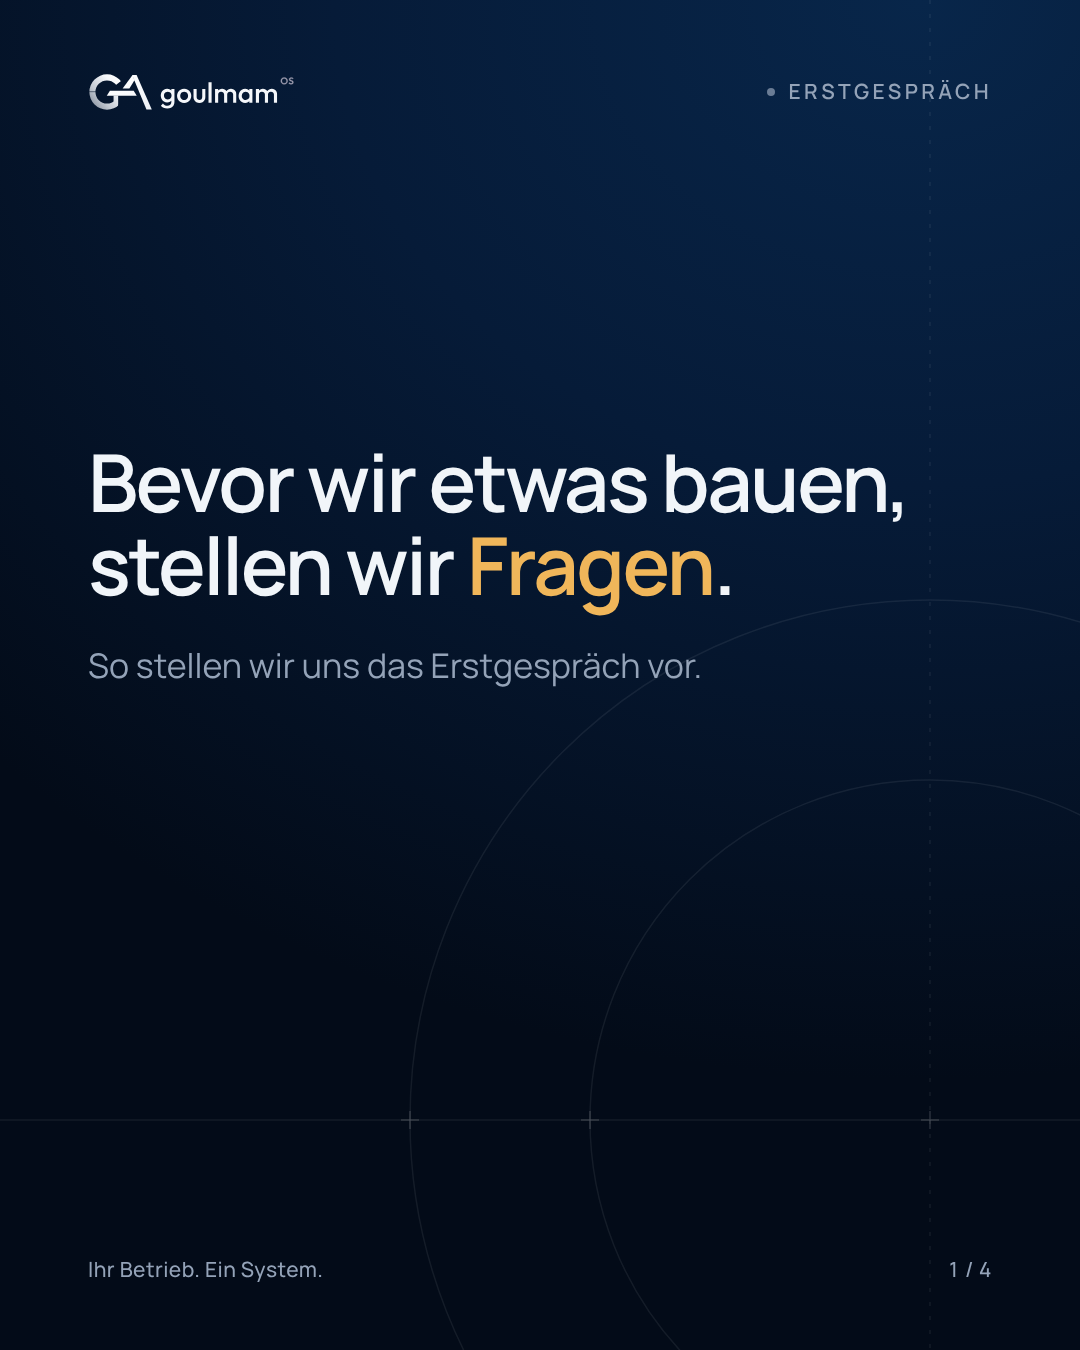 GA goulmam OS
ERSTGESPRÄCH
Bevor wir etwas bauen,
stellen wir Fragen.
So stellen wir uns das Erstgespräch vor.
Ihr Betrieb. Ein System.
1 / 4